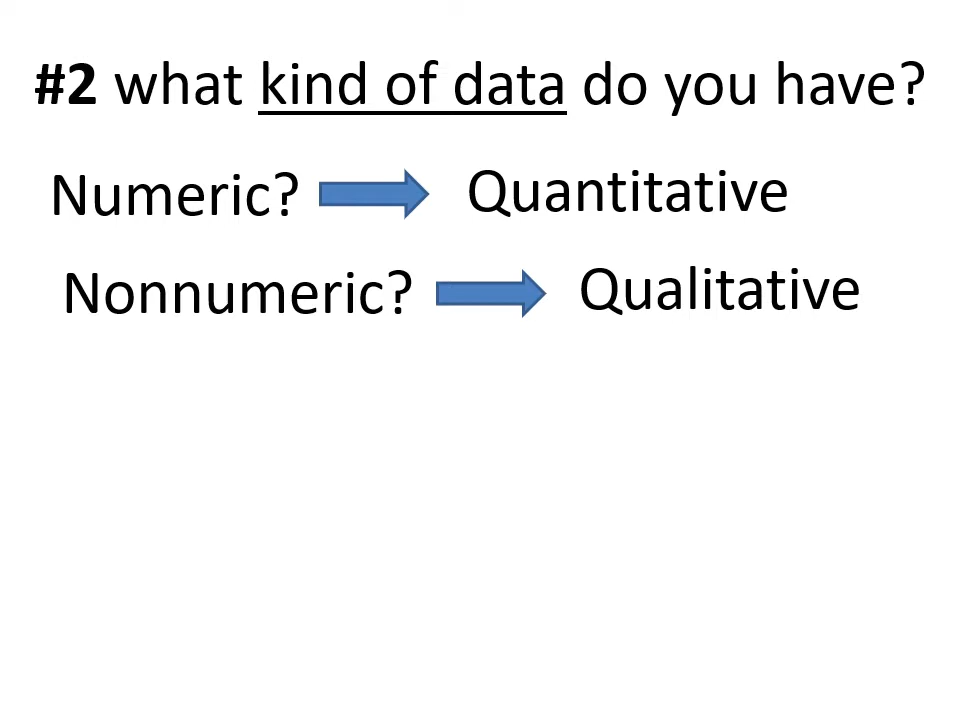 #2 what kind of data do you have?
Numeric? Quantitative
Nonnumeric? Qualitative